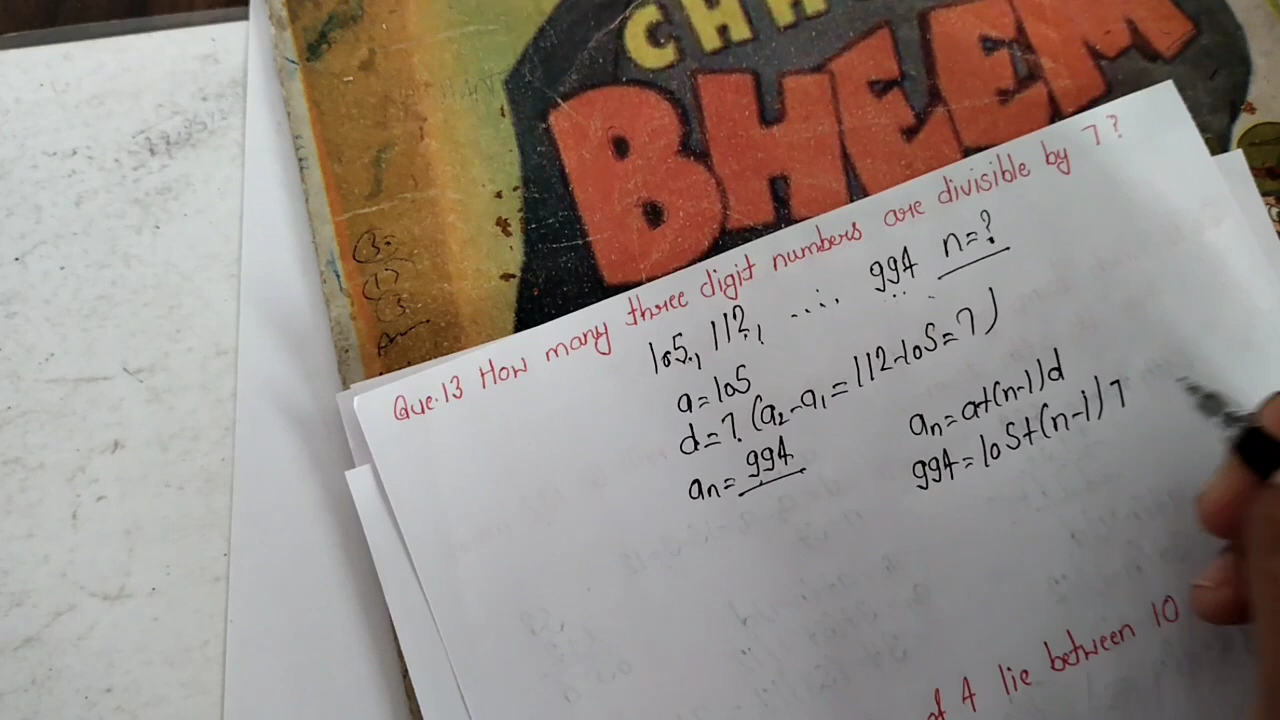 BHEEM
Que.13 How many three digit numbers are divisible by 7?
105, 112, ...... 994 n=?
a=105
d=7 (a2-a1=112-105=7)
an=994
an=a+(n-1)d
994=105+(n-1)7
of 4 lie between 10